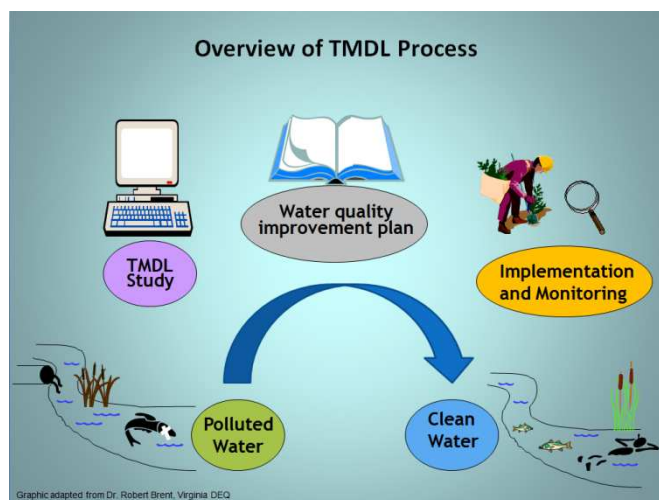 Overview of TMDL Process
Water quality
improvement plan
TMDL
Study
Implementation
and Monitoring
Polluted
Water
Clean
Water
Graphic adapted from Dr. Robert Brent, Virginia DEQ